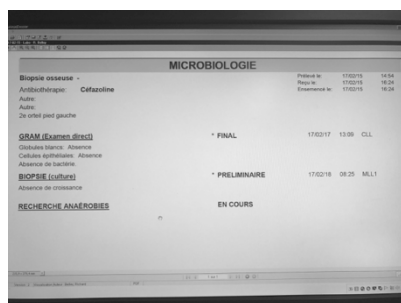 MICROBIOLOGIE
Biopsie osseuse -
Prélevé le: 17/02/15 14:54
Reçu le: 17/02/15 16:24
Ensemencé le: 17/02/15 16:24
Antibiothérapie: Céfazoline
Autre:
Autre:
2e orteil pied gauche
GRAM (Examen direct) * FINAL 17/02/17 13:09 CLL
Globules blancs: Absence
Cellules épithéliales: Absence
Absence de bactérie.
BIOPSIE (culture) * PRELIMINAIRE 17/02/16 08:25 MLL1
Absence de croissance
RECHERCHE ANAÉROBIES EN COURS